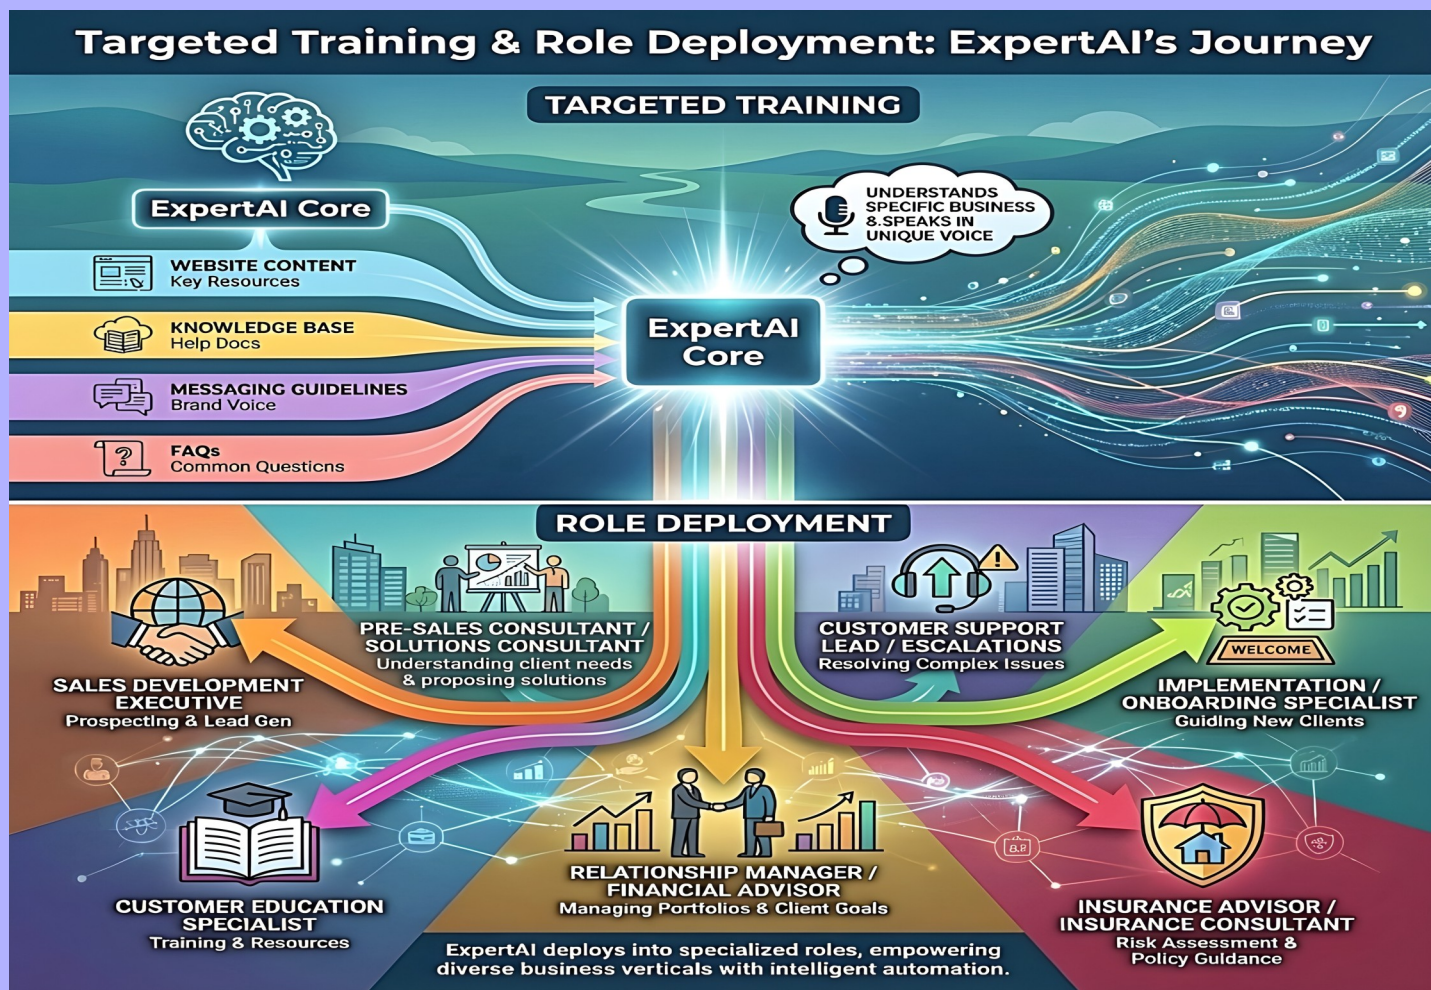 Targeted Training & Role Deployment: ExpertAI's Journey
TARGETED TRAINING
ExpertAI Core
WEBSITE CONTENT
Key Resources
KNOWLEDGE BASE
Help Docs
MESSAGING GUIDELINES
Brand Voice
?
FAQs
Common Questions
ExpertAI
Core
UNDERSTANDS
SPECIFIC BUSINESS
&.SPEAKS IN
UNIQUE VOICE
ROLE DEPLOYMENT
SALES DEVELOPMENT
EXECUTIVE
Prospecting & Lead Gen
PRE-SALES CONSULTANT /
SOLUTIONS CONSULTANT
Understanding client needs
& proposing solutions
CUSTOMER SUPPORT
LEAD / ESCALATIONS
Resolving Complex Issues
WELCOME
IMPLEMENTATION /
ONBOARDING SPECIALIST
Guiding New Clients
CUSTOMER EDUCATION
SPECIALIST
Training & Resources
RELATIONSHIP MANAGER /
FINANCIAL ADVISOR
Managing Portfolios & Client Goals
8.8
INSURANCE ADVISOR /
INSURANCE CONSULTANT
Risk Assessment &
Policy Guidance
ExpertAI deploys into specialized roles, empowering
diverse business verticals with intelligent automation.